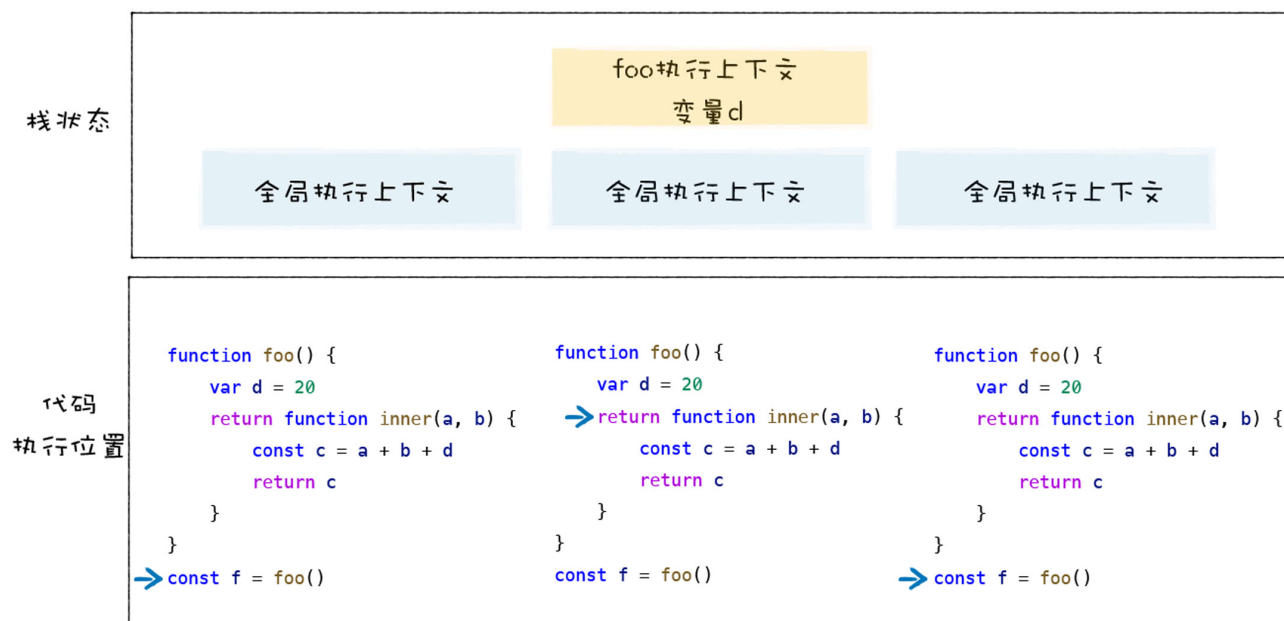 栈状态
foo执行上下文
变量d
全局执行上下文
全局执行上下文
全局执行上下文
代码
执行位置
function foo() {
    var d = 20
    return function inner(a, b) {
        const c = a + b + d
        return c
    }
}
const f = foo()
function foo() {
    var d = 20
    return function inner(a, b) {
        const c = a + b + d
        return c
    }
}
const f = foo()
function foo() {
    var d = 20
    return function inner(a, b) {
        const c = a + b + d
        return c
    }
}
const f = foo()